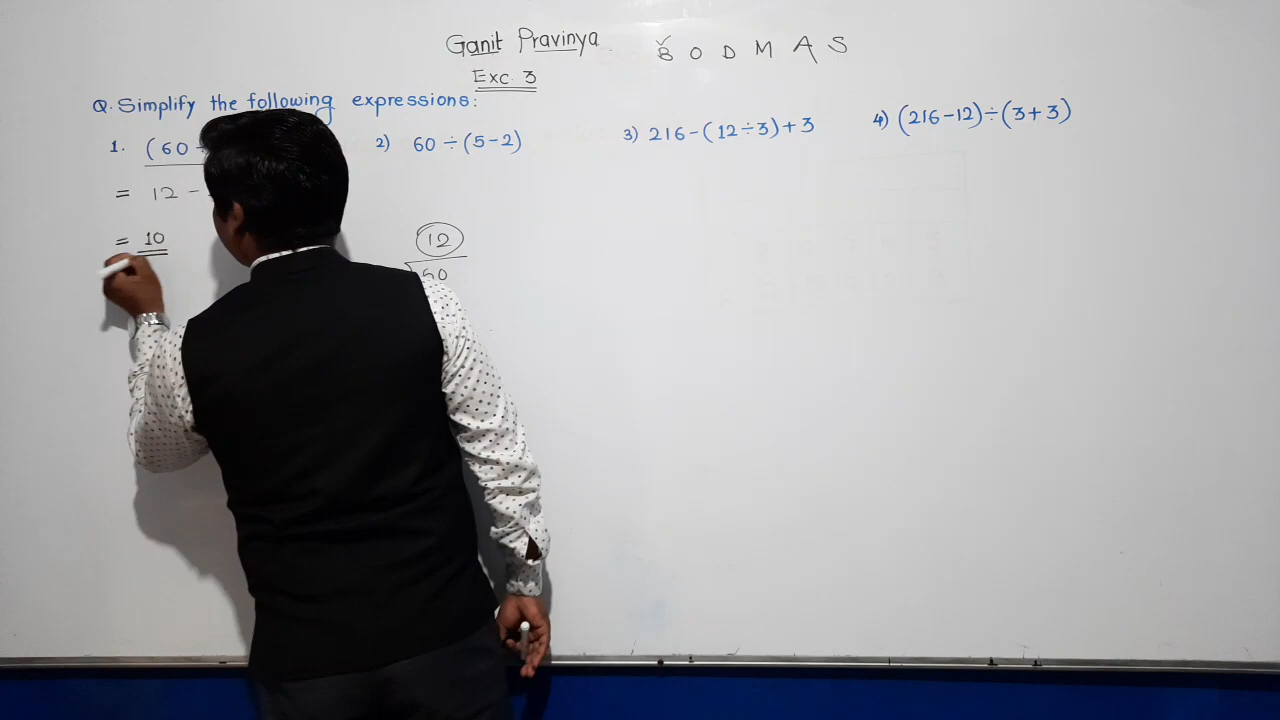 Ganit Pravinya
B O D M A S
Exc. 3
Q. Simplify the following expressions:
1. (60 ÷
= 12 -
= 10
2) 60 ÷ (5 - 2)
12
60
3) 216 - (12 ÷ 3) + 3
4) (216 - 12) ÷ (3 + 3)